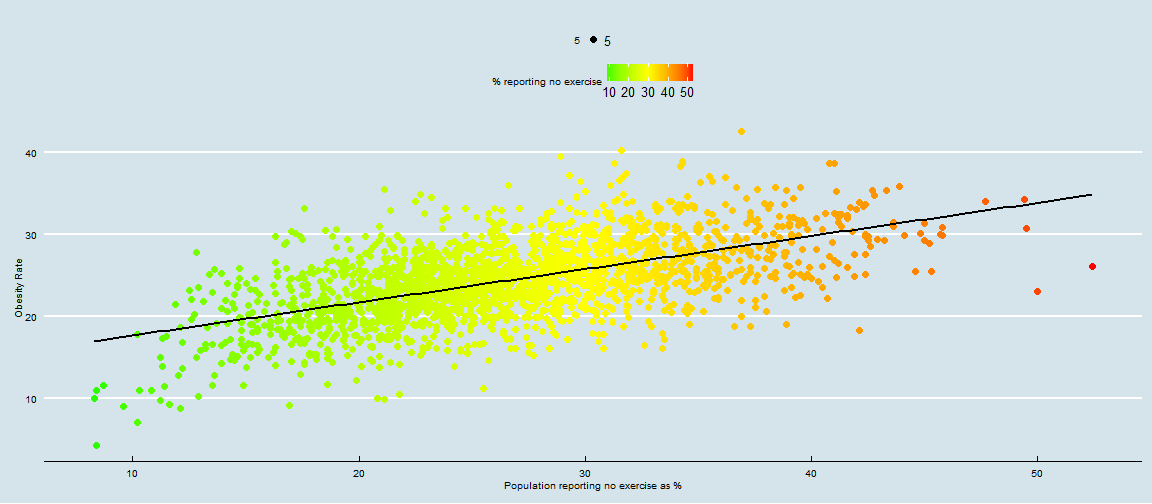 5 5
% reporting no exercise
10 20 30 40 50
Obesity Rate
40
30
20
10
10 20 30 40 50
Population reporting no exercise as %